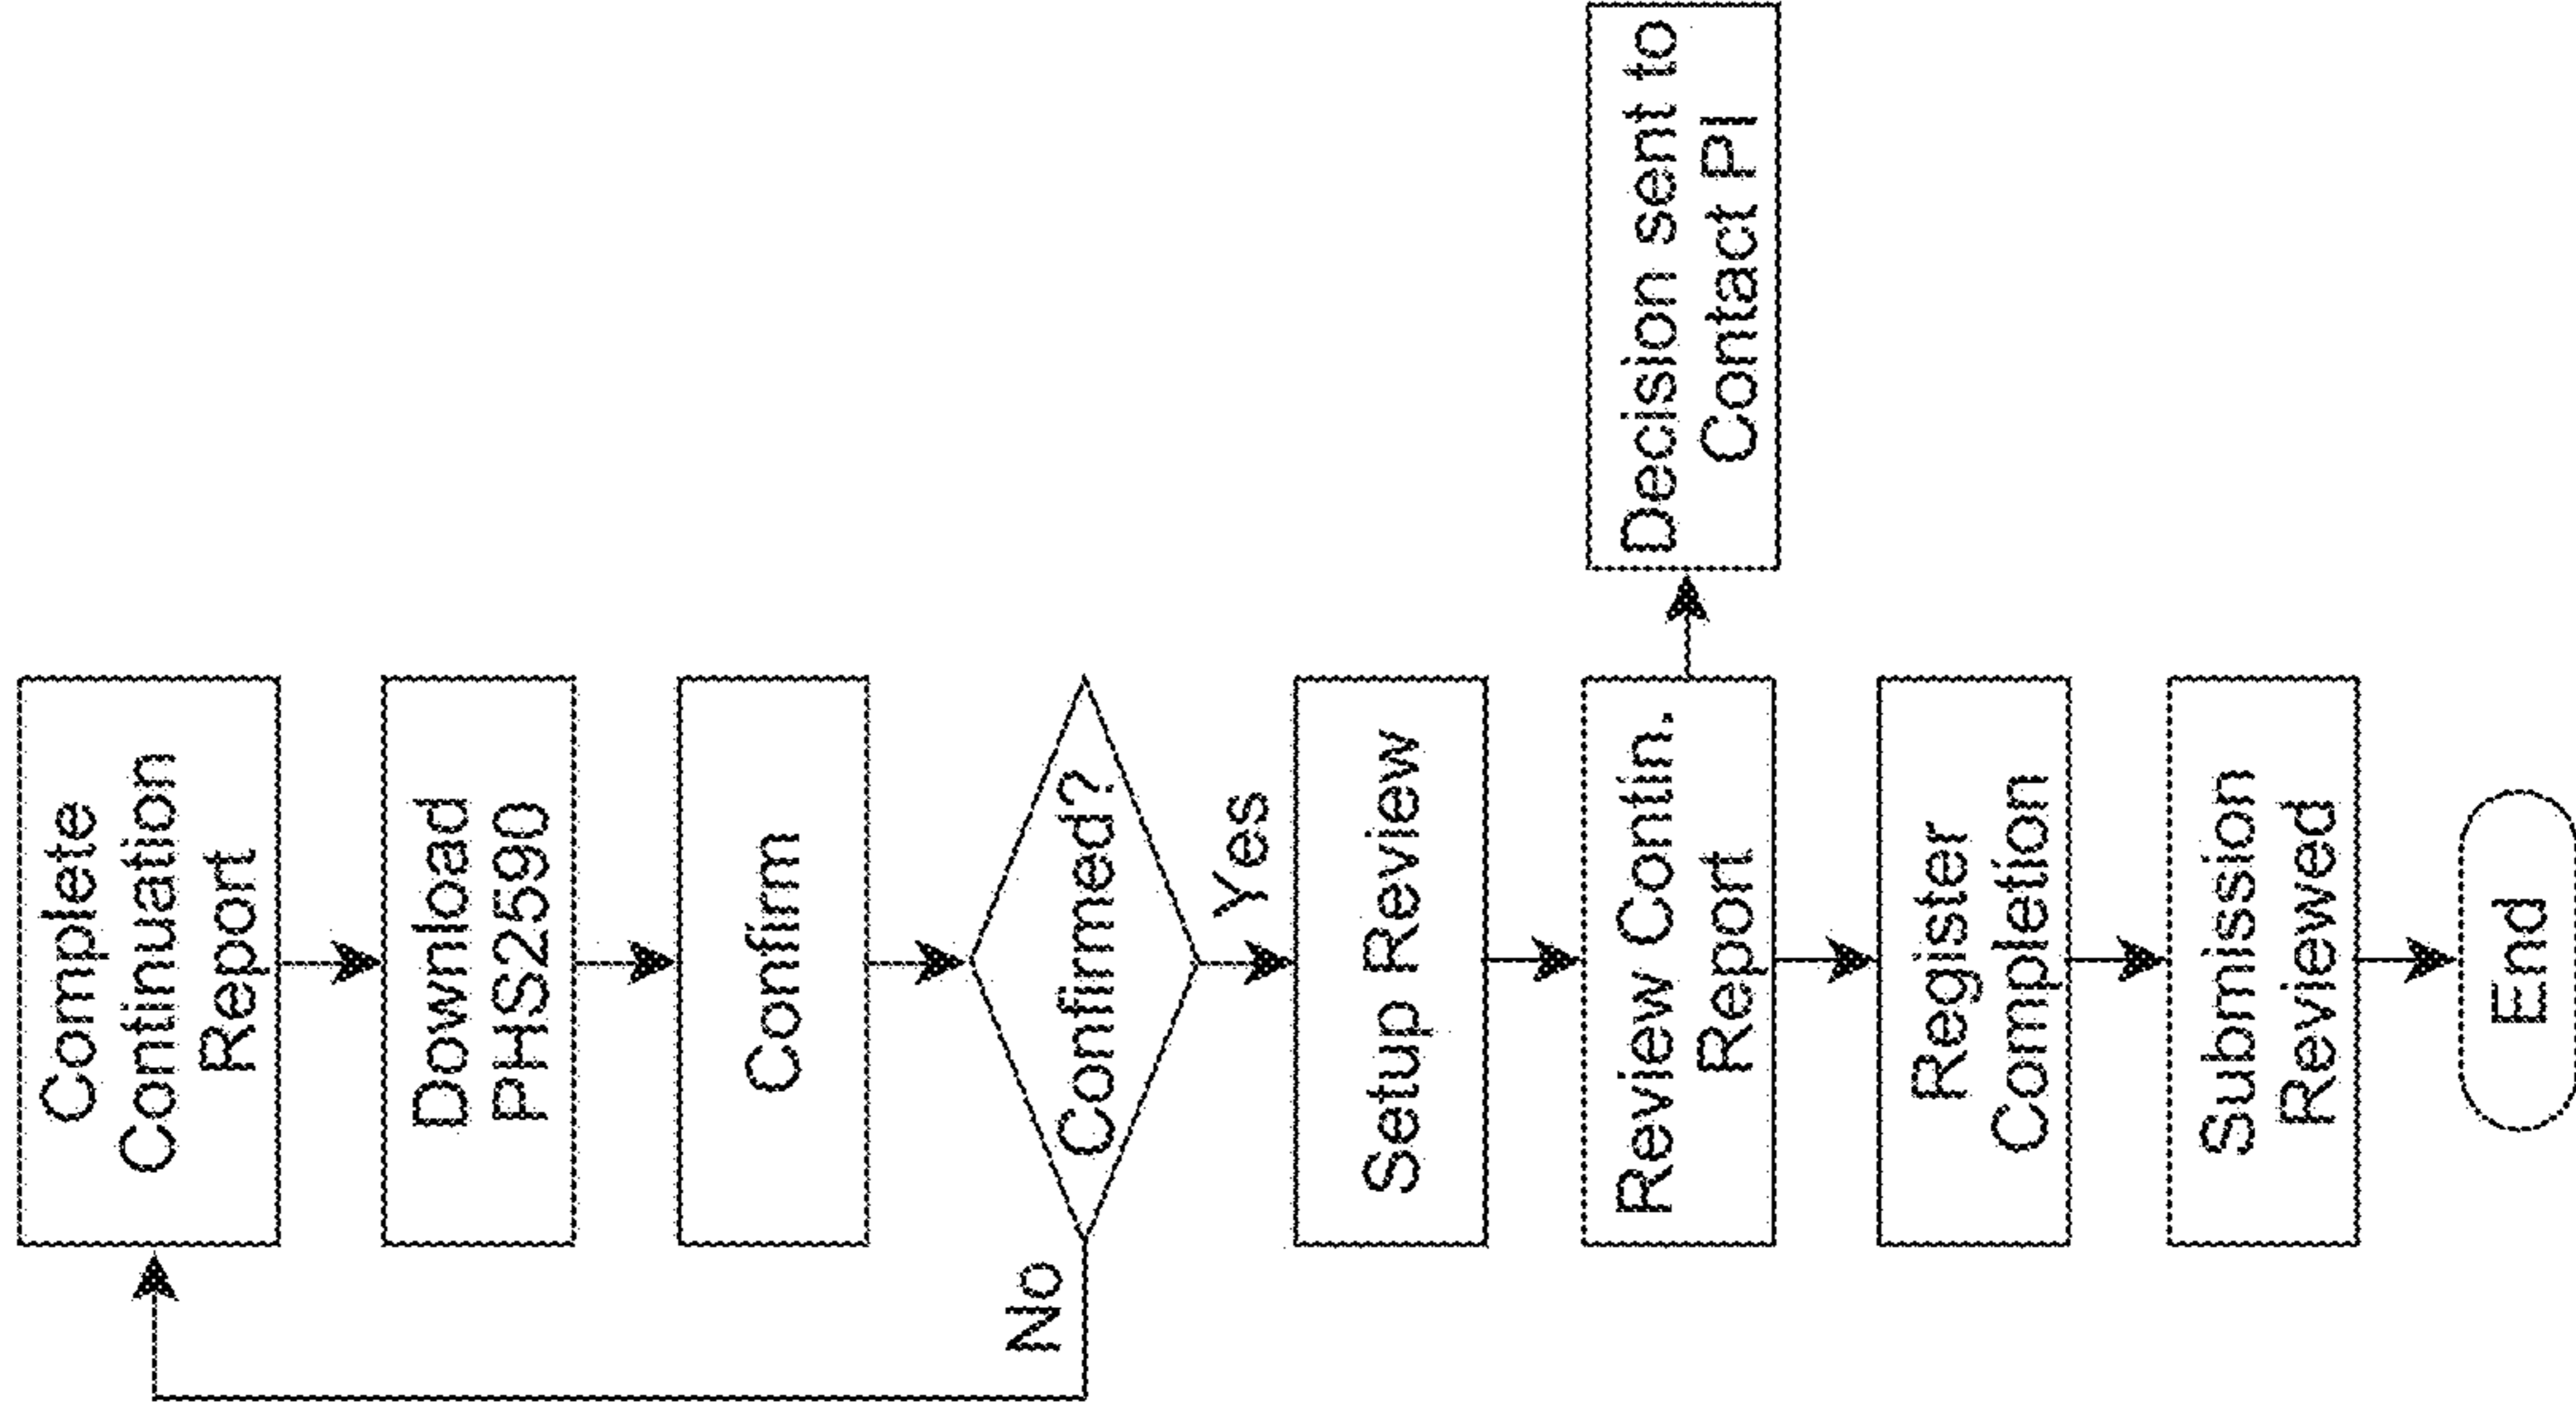 Complete
Continuation
Report
Download
PHS2590
Confirm
Confirmed?
No
Yes
Setup Review
Review Contin.
Report
Decision sent to
Contact PI
Register
Completion
Submission
Reviewed
End